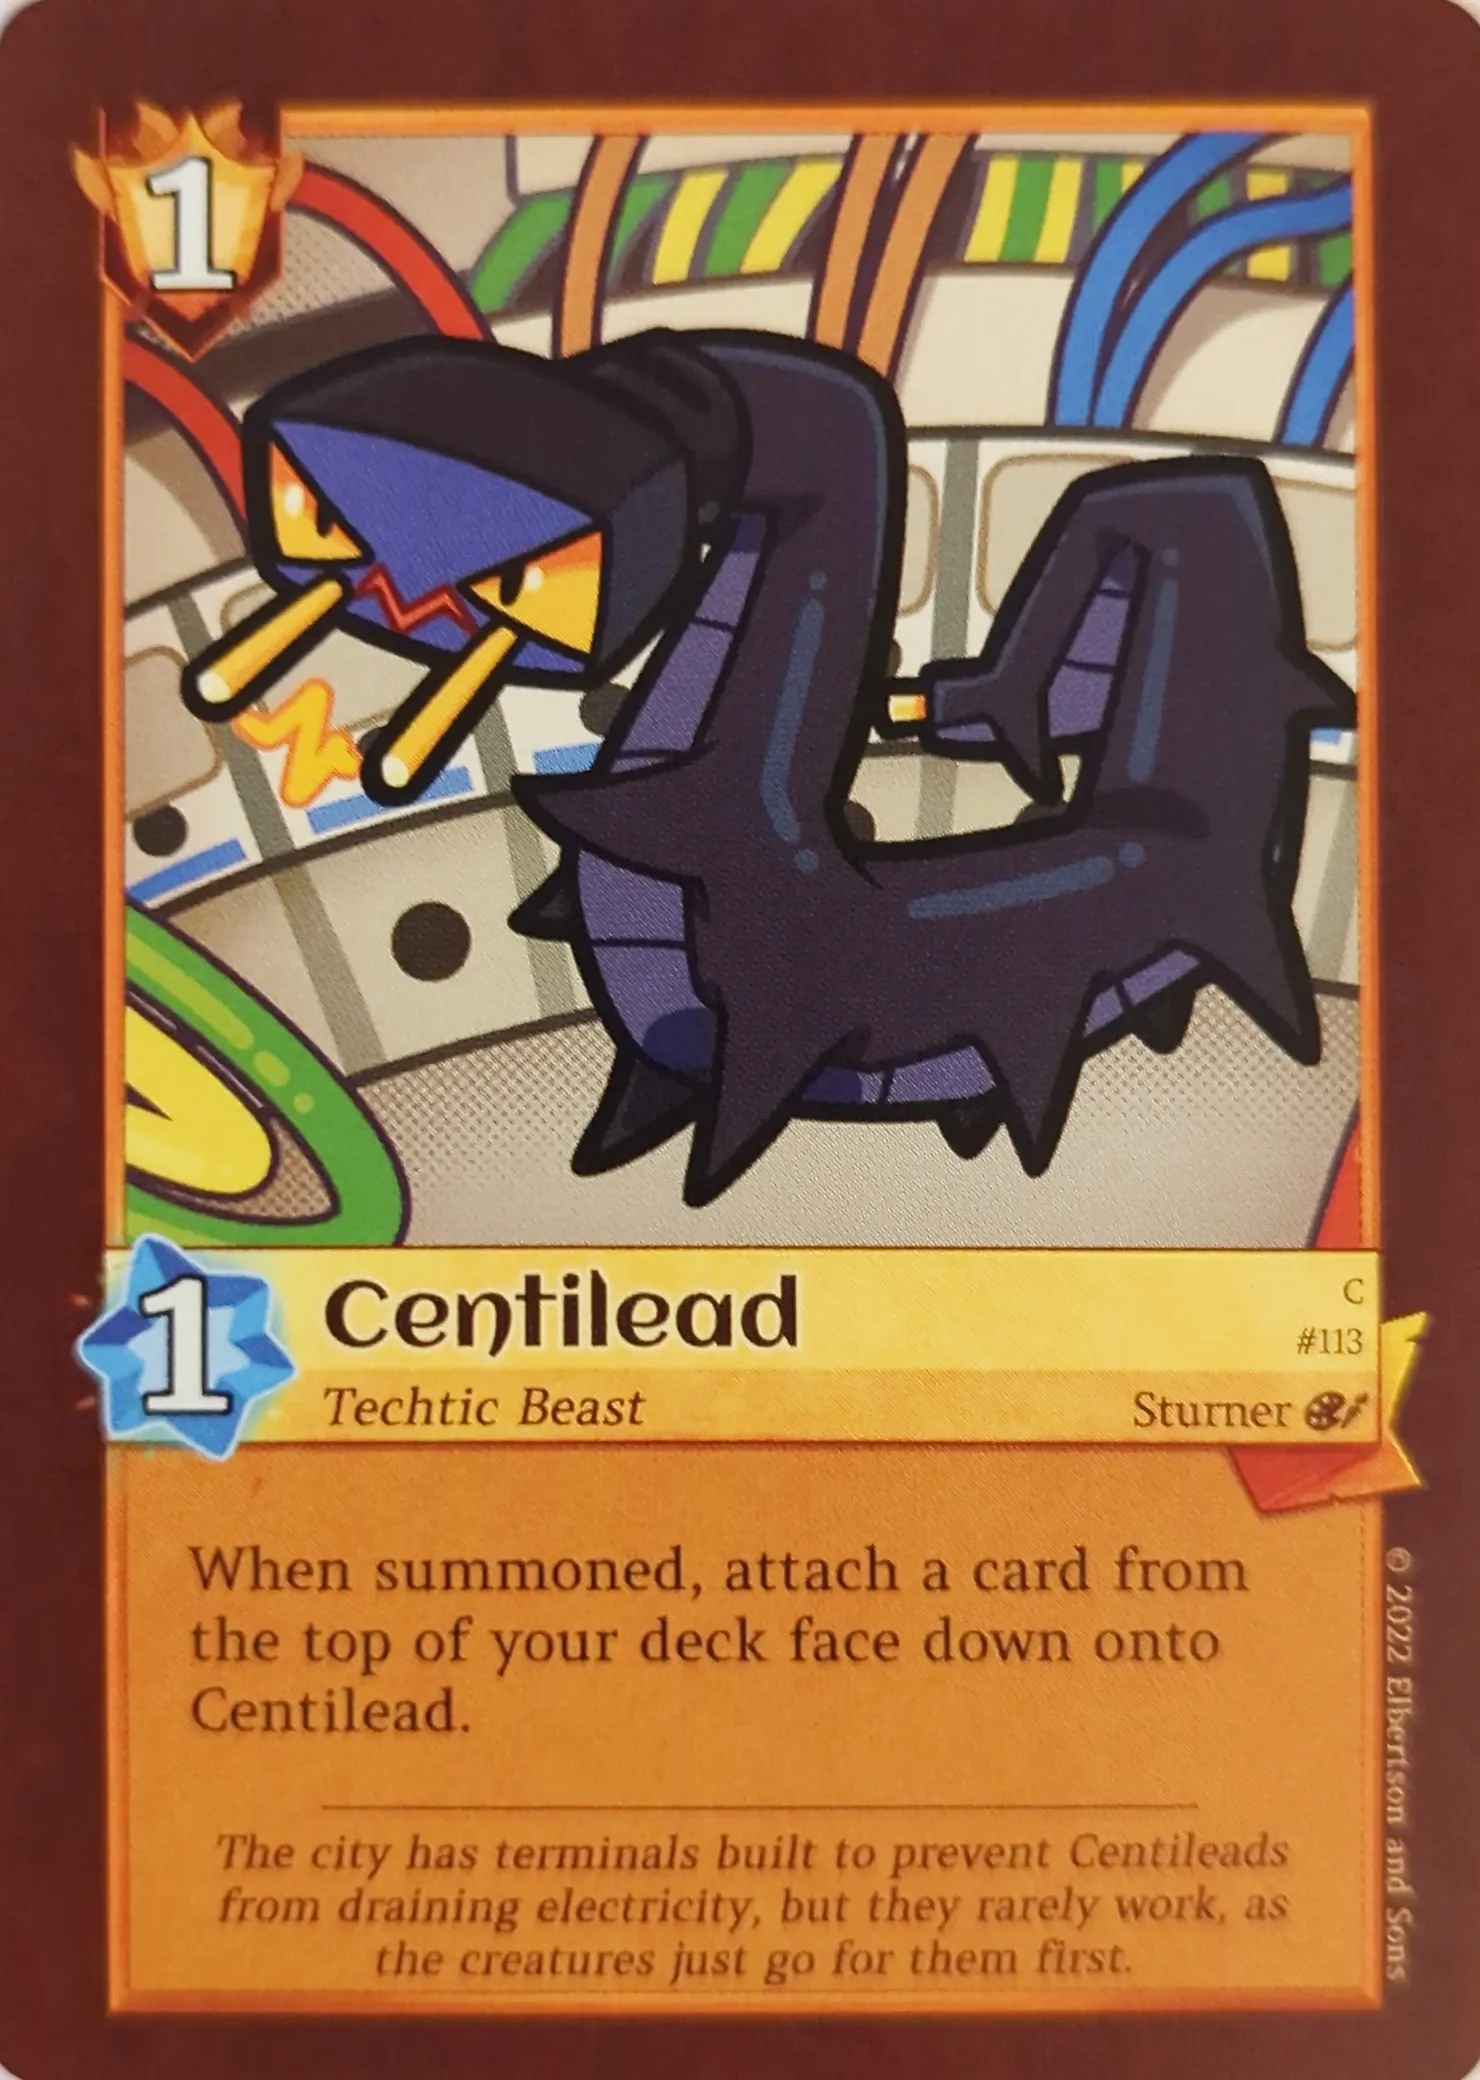 1
1
Centilead
C
#113
Techtic Beast
Sturner
When summoned, attach a card from
the top of your deck face down onto
Centilead.
The city has terminals built to prevent Centileads
from draining electricity, but they rarely work, as
the creatures just go for them first.
© 2022 Elbertson and Sons